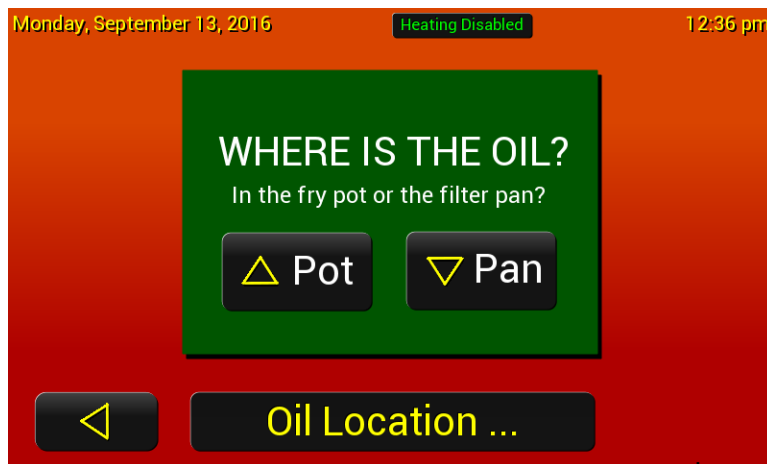 Monday, September 13, 2016 Heating Disabled 12:36 pm
WHERE IS THE OIL?
In the fry pot or the filter pan?
Pot Pan
Oil Location ...